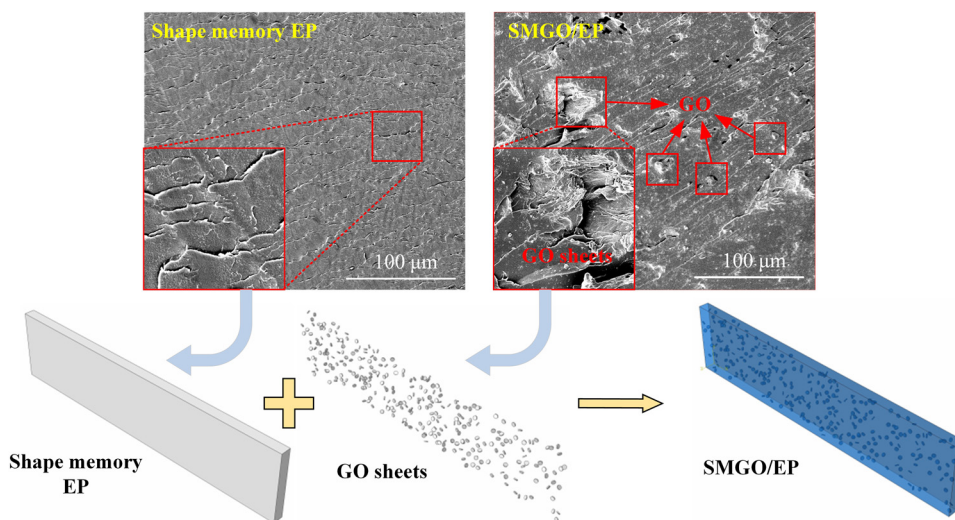 Shape memory EP
SMGO/EP
GO
GO sheets
100 μm
100 μm
Shape memory
EP
GO sheets
SMGO/EP